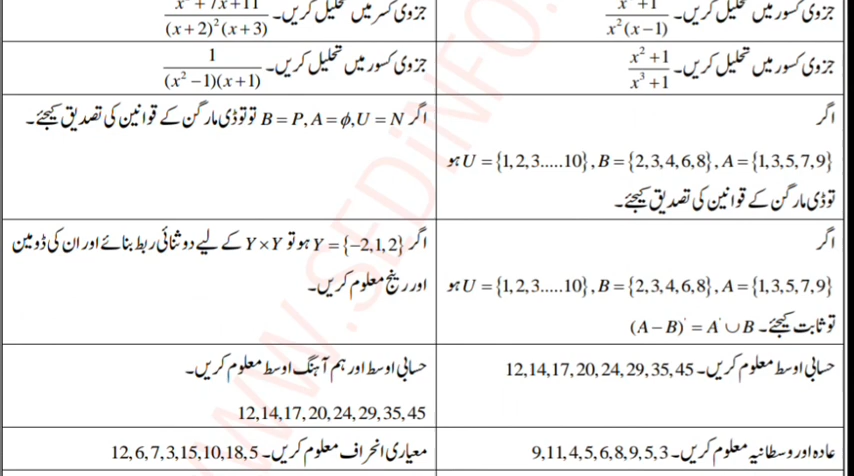 جزوی کسور میں تحلیل کریں۔ x²(x−1)
جزوی کسر میں تحلیل کریں۔ (x+2)²(x+3)
جزوی کسور میں تحلیل کریں۔ (x²+1)/(x³+1)
جزوی کسور میں تحلیل کریں۔ 1/((x²−1)(x+1))
اگر
U = {1,2,3.....10}, B = {2,3,4,6,8}, A = {1,3,5,7,9} ہو
تو ڈی مارگن کے قوانین کی تصدیق کیجئے۔
اگر B = P, A = ϕ, U = N تو تو ڈی مارگن کے قوانین کی تصدیق کیجئے۔
اگر
U = {1,2,3.....10}, B = {2,3,4,6,8}, A = {1,3,5,7,9} ہو
تو ثابت کیجئے۔ (A − B)' = A' ∪ B
اگر Y = {−2,1,2} ہو تو Y×Y کے لیے دو ثنائی ربط بنائے اور ان کی ڈومین
اور رینج معلوم کریں۔
حسابی اوسط معلوم کریں۔ 12,14,17,20,24,29,35,45
حسابی اوسط اور ہم آہنگ اوسط معلوم کریں۔
12,14,17,20,24,29,35,45
عادہ اور وسطانیہ معلوم کریں۔ 9,11,4,5,6,8,9,5,3
معیاری انحراف معلوم کریں۔ 12,6,7,3,15,10,18,5
WWW.SEDiNFO.